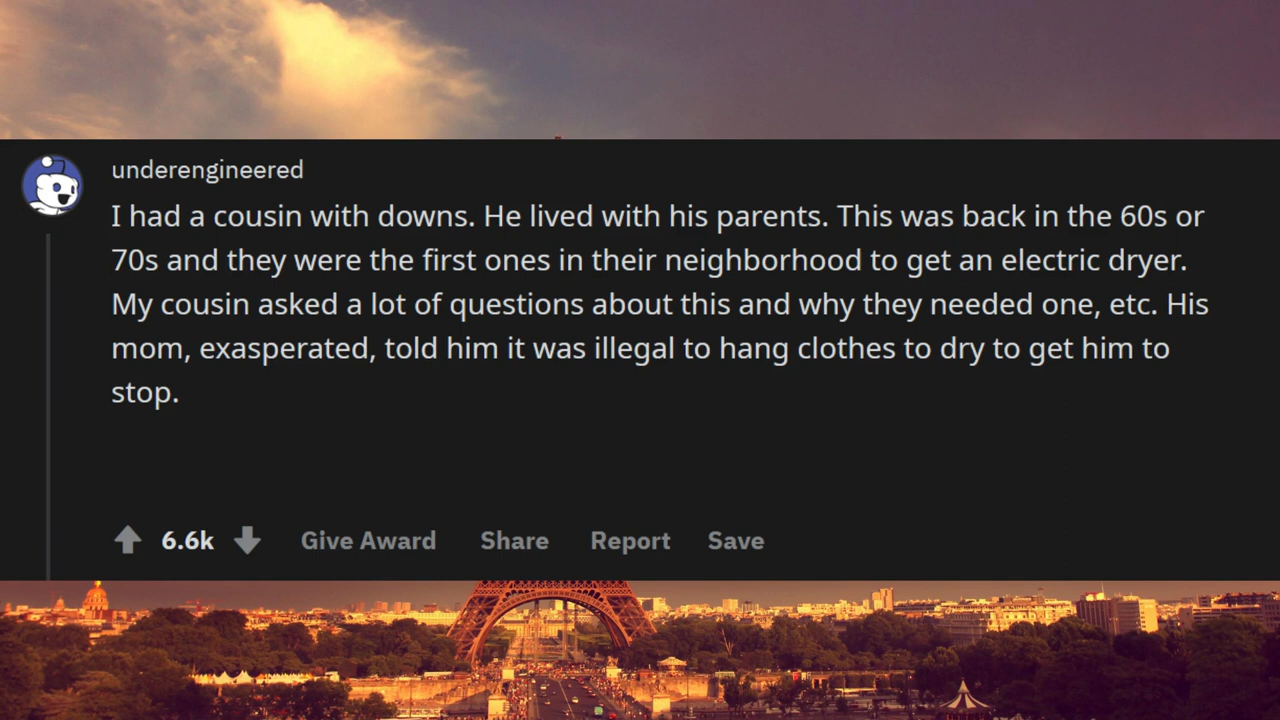 underengineered
I had a cousin with downs. He lived with his parents. This was back in the 60s or
70s and they were the first ones in their neighborhood to get an electric dryer.
My cousin asked a lot of questions about this and why they needed one, etc. His
mom, exasperated, told him it was illegal to hang clothes to dry to get him to
stop.
6.6k Give Award Share Report Save